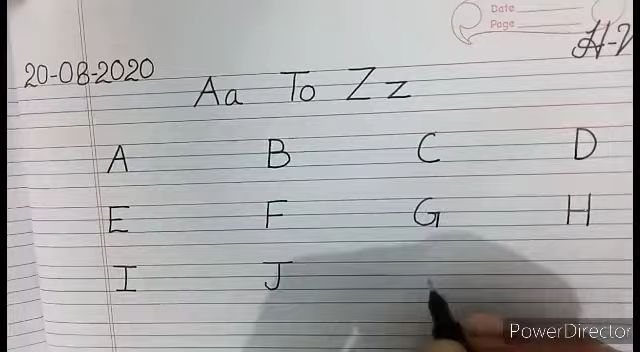 Date
Page
H-W
20-08-2020
Aa To Zz
A B C D
E F G H
I J
PowerDirector